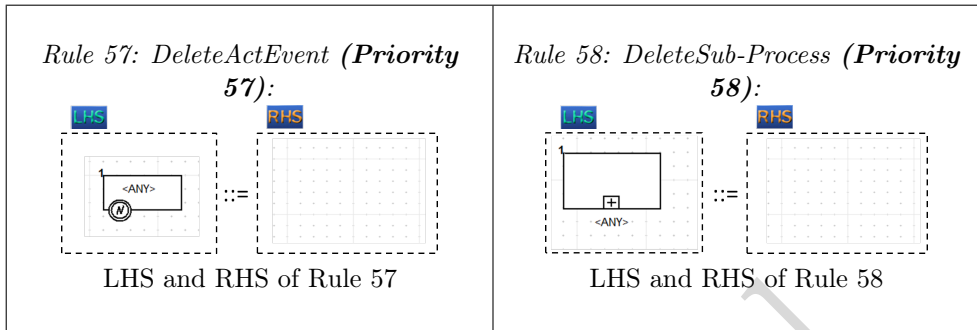 Rule 57: DeleteActEvent (Priority
57):
LHS RHS
1
<ANY>
N
::=
LHS and RHS of Rule 57
Rule 58: DeleteSub-Process (Priority
58):
LHS RHS
1
+
<ANY>
::=
LHS and RHS of Rule 58